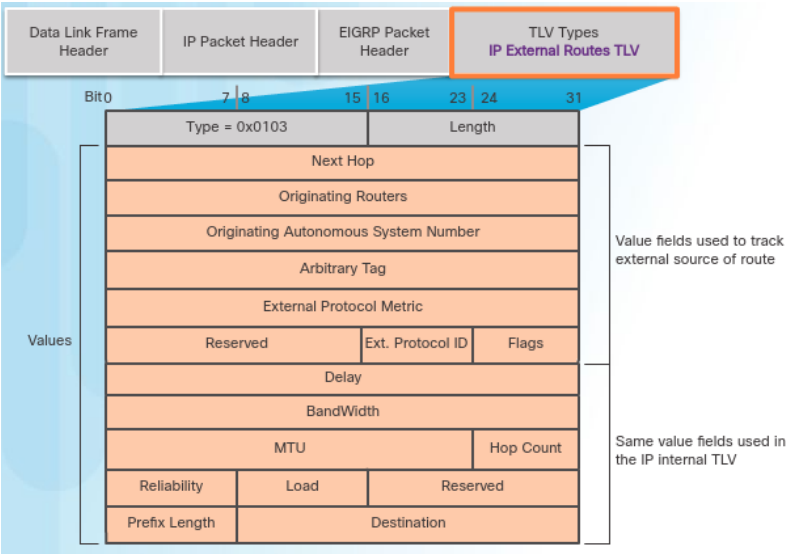 Data Link Frame
Header
IP Packet Header
EIGRP Packet
Header
TLV Types
IP External Routes TLV
Bit0 7 8 15 16 23 24 31
Type = 0x0103 Length
Next Hop
Originating Routers
Originating Autonomous System Number
Arbitrary Tag
External Protocol Metric
Reserved Ext. Protocol ID Flags
Value fields used to track
external source of route
Values
Delay
BandWidth
MTU Hop Count
Reliability Load Reserved
Prefix Length Destination
Same value fields used in
the IP internal TLV